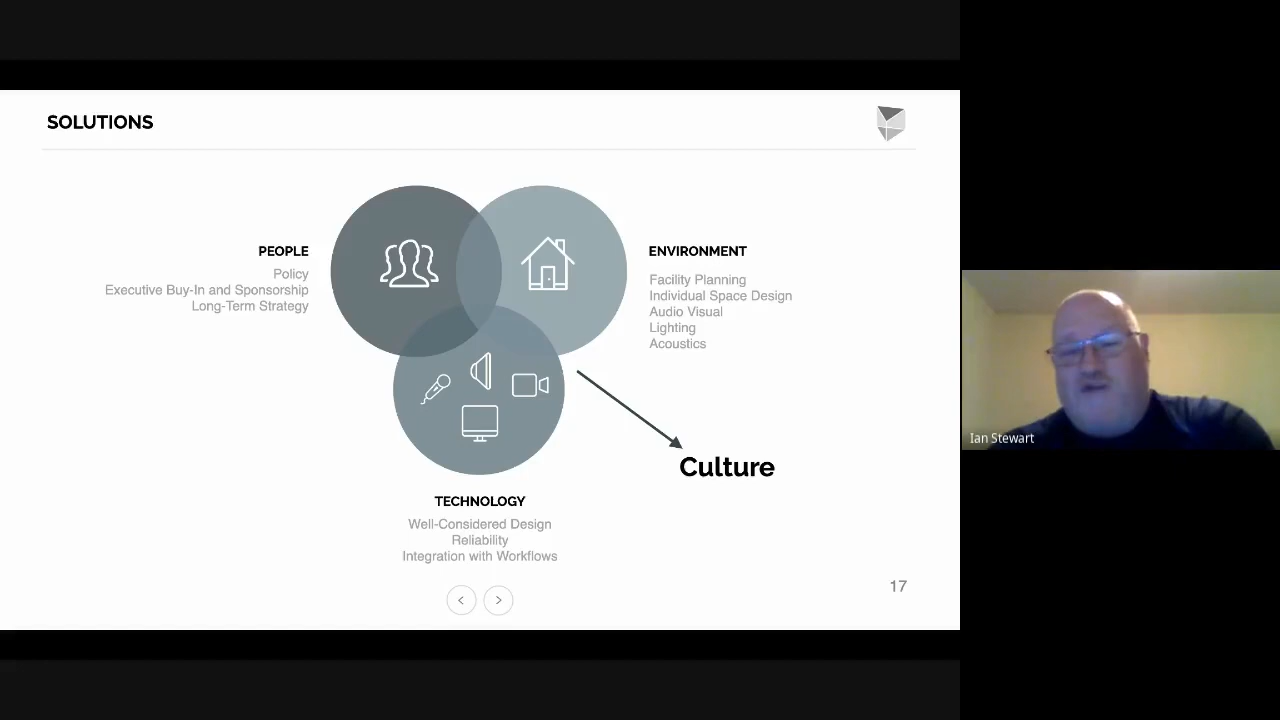 SOLUTIONS
PEOPLE
Policy
Executive Buy-In and Sponsorship
Long-Term Strategy
ENVIRONMENT
Facility Planning
Individual Space Design
Audio Visual
Lighting
Acoustics
Culture
TECHNOLOGY
Well-Considered Design
Reliability
Integration with Workflows
17
Ian Stewart